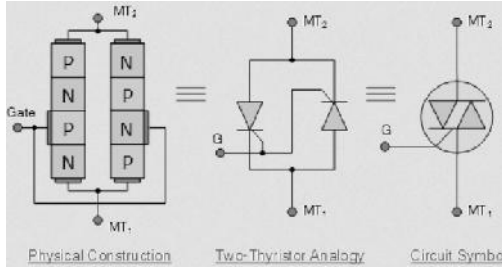 MT₂ MT₂ MT₂
P N
N P
Gate P N G G
N P
MT₁ MT₁ MT₁
Physical Construction Two-Thyristor Analogy Circuit Symbo